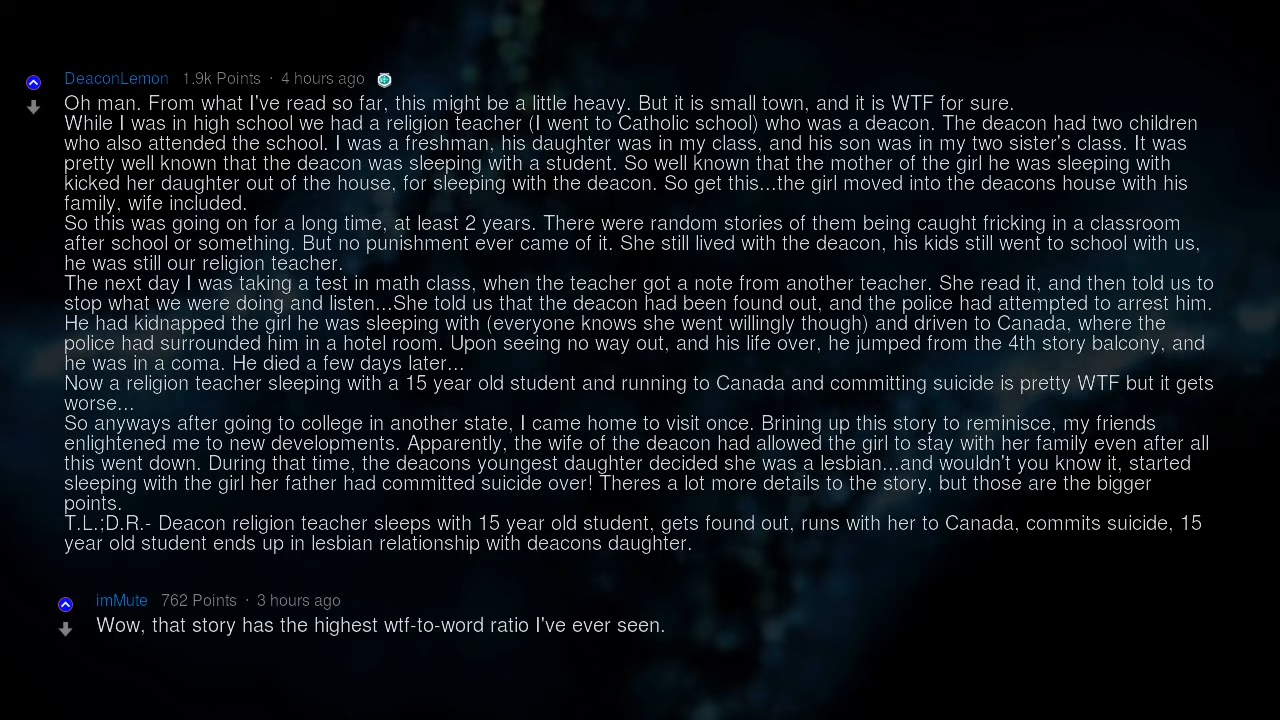 DeaconLemon 1.9k Points · 4 hours ago
Oh man. From what I've read so far, this might be a little heavy. But it is small town, and it is WTF for sure.
While I was in high school we had a religion teacher (I went to Catholic school) who was a deacon. The deacon had two children
who also attended the school. I was a freshman, his daughter was in my class, and his son was in my two sister's class. It was
pretty well known that the deacon was sleeping with a student. So well known that the mother of the girl he was sleeping with
kicked her daughter out of the house, for sleeping with the deacon. So get this...the girl moved into the deacons house with his
family, wife included.
So this was going on for a long time, at least 2 years. There were random stories of them being caught fricking in a classroom
after school or something. But no punishment ever came of it. She still lived with the deacon, his kids still went to school with us,
he was still our religion teacher.
The next day I was taking a test in math class, when the teacher got a note from another teacher. She read it, and then told us to
stop what we were doing and listen...She told us that the deacon had been found out, and the police had attempted to arrest him.
He had kidnapped the girl he was sleeping with (everyone knows she went willingly though) and driven to Canada, where the
police had surrounded him in a hotel room. Upon seeing no way out, and his life over, he jumped from the 4th story balcony, and
he was in a coma. He died a few days later...
Now a religion teacher sleeping with a 15 year old student and running to Canada and committing suicide is pretty WTF but it gets
worse...
So anyways after going to college in another state, I came home to visit once. Brining up this story to reminisce, my friends
enlightened me to new developments. Apparently, the wife of the deacon had allowed the girl to stay with her family even after all
this went down. During that time, the deacons youngest daughter decided she was a lesbian...and wouldn't you know it, started
sleeping with the girl her father had committed suicide over! Theres a lot more details to the story, but those are the bigger
points.
T.L.;D.R.- Deacon religion teacher sleeps with 15 year old student, gets found out, runs with her to Canada, commits suicide, 15
year old student ends up in lesbian relationship with deacons daughter.
imMute 762 Points · 3 hours ago
Wow, that story has the highest wtf-to-word ratio I've ever seen.